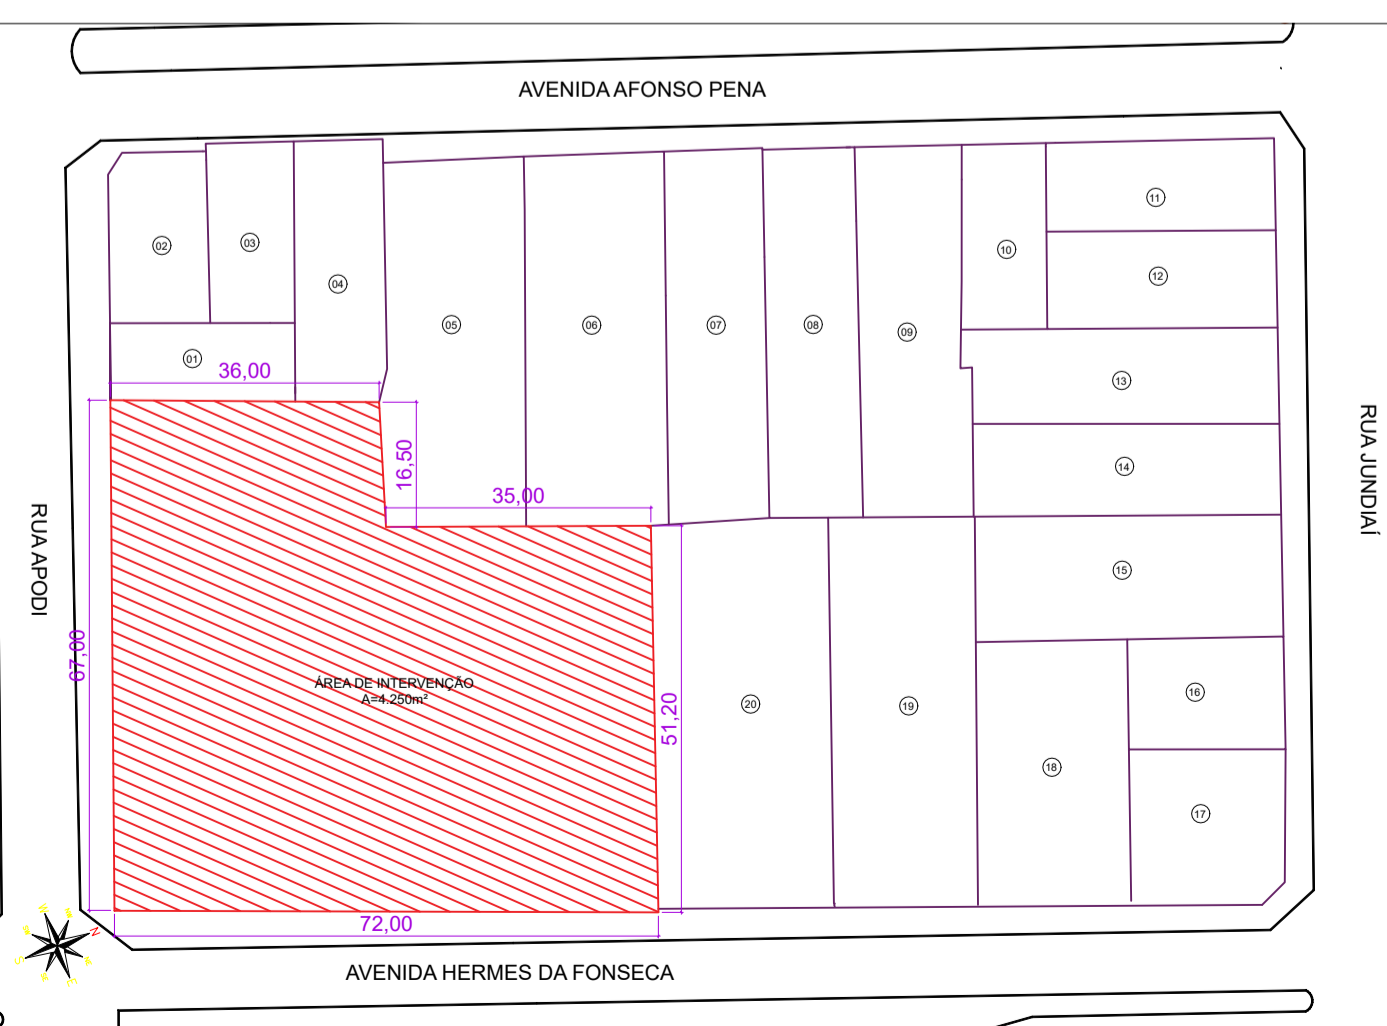 AVENIDA AFONSO PENA
02
03
04
05
06
07
08
09
10
11
12
13
14
15
16
17
18
19
20
01
36,00
16,50
35,00
67,00
51,20
72,00
ÁREA DE INTERVENÇÃO
A=4.250m²
RUA APODI
RUA JUNDIAÍ
N
S
E
AVENIDA HERMES DA FONSECA